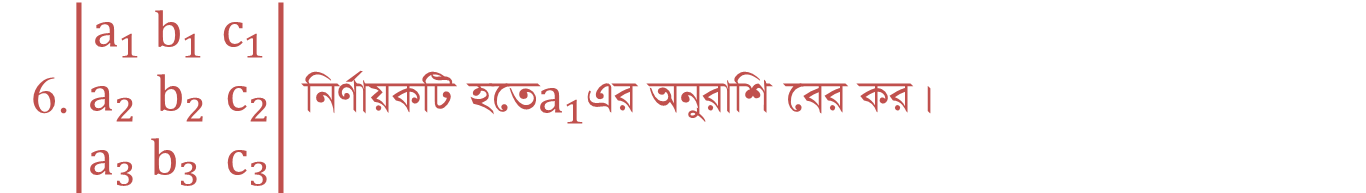 a₁ b₁ c₁
6. a₂ b₂ c₂ নির্ণায়কটি হতেa₁এর অনুরাশি বের কর।
a₃ b₃ c₃